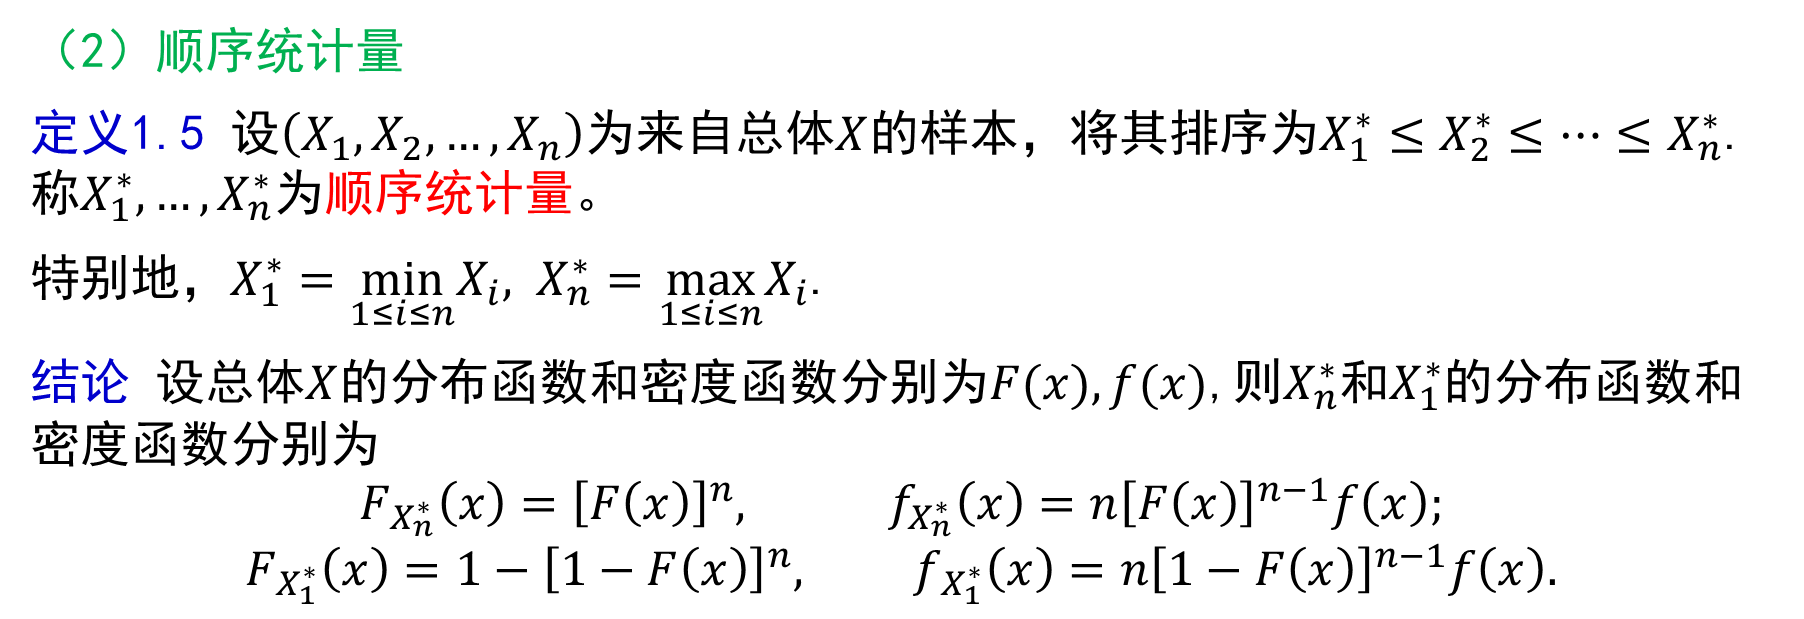 （2）顺序统计量
定义1.5 设(X₁, X₂, …, Xₙ)为来自总体X的样本，将其排序为X₁* ≤ X₂* ≤ ⋯ ≤ Xₙ*.
称X₁*, …, Xₙ*为顺序统计量。
特别地，X₁* = min_{1≤i≤n} Xᵢ, Xₙ* = max_{1≤i≤n} Xᵢ.
结论 设总体X的分布函数和密度函数分别为F(x), f(x), 则Xₙ*和X₁*的分布函数和
密度函数分别为
F_{Xₙ*}(x) = [F(x)]ⁿ, f_{Xₙ*}(x) = n[F(x)]ⁿ⁻¹f(x);
F_{X₁*}(x) = 1 − [1 − F(x)]ⁿ, f_{X₁*}(x) = n[1 − F(x)]ⁿ⁻¹f(x).